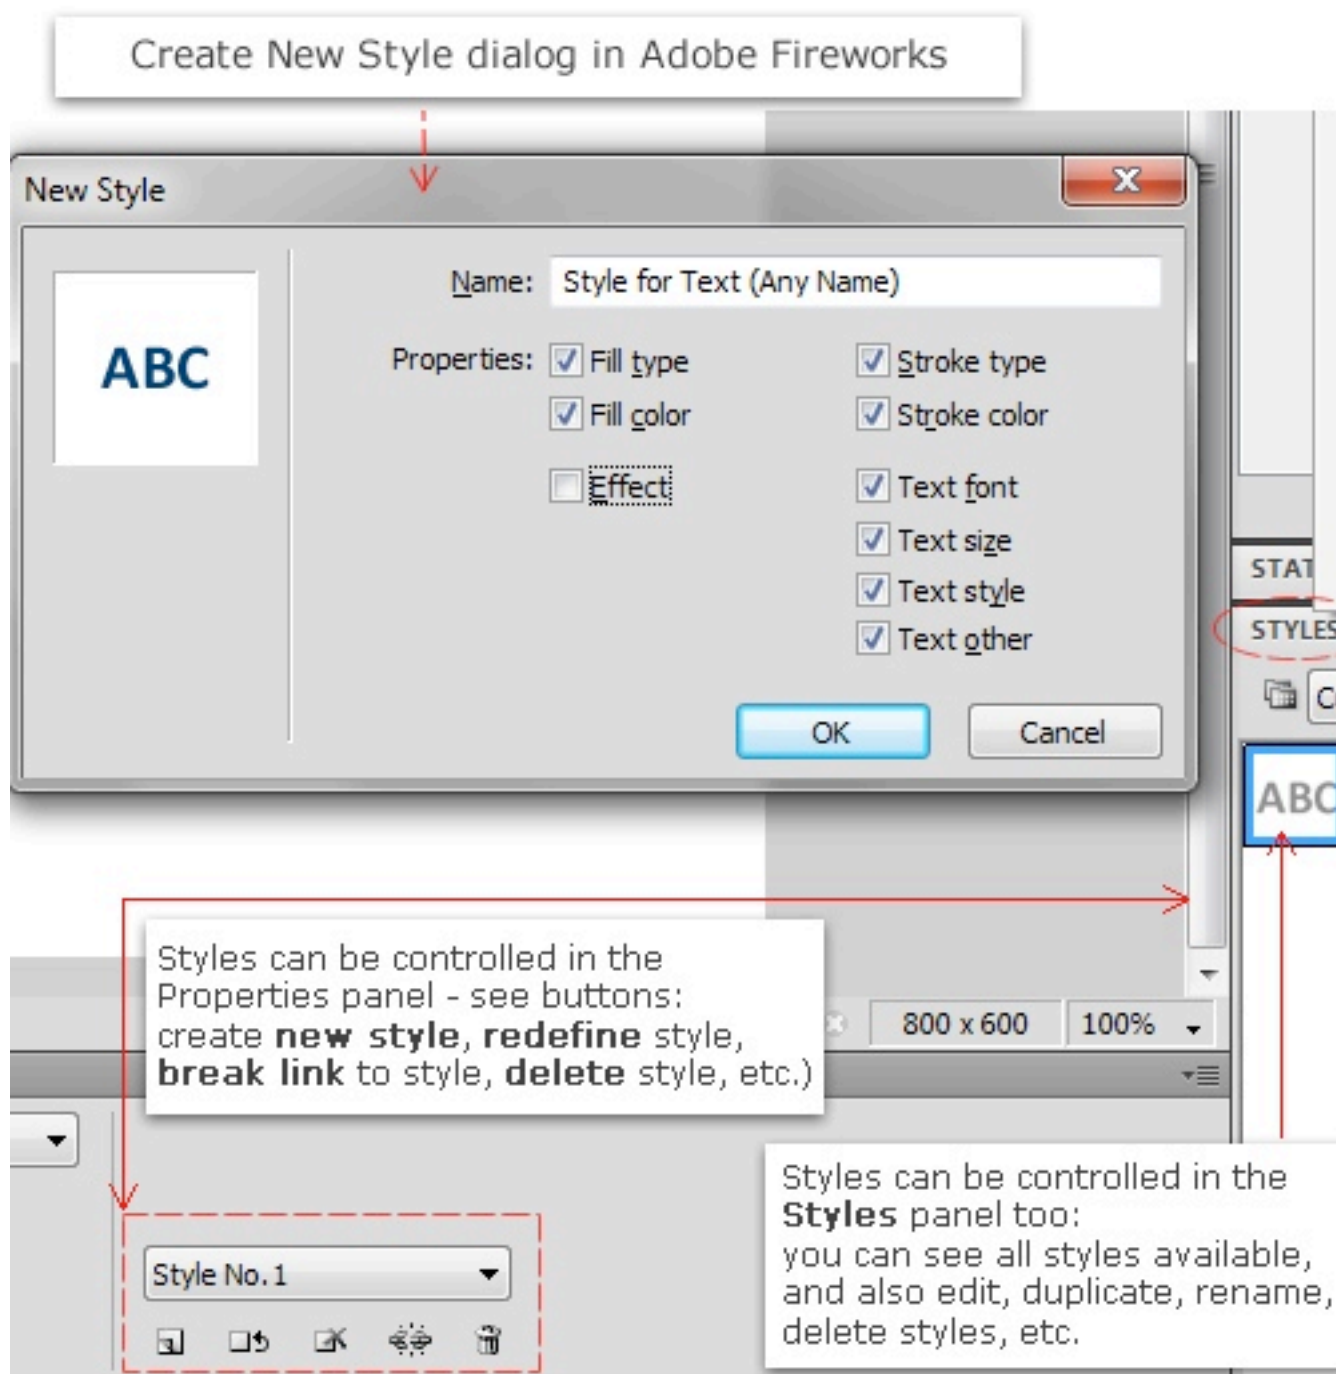 Create New Style dialog in Adobe Fireworks
New Style
Name: Style for Text (Any Name)
ABC
Properties: Fill type Stroke type
Fill color Stroke color
Effect Text font
Text size
Text style
Text other
OK Cancel
STAT
STYLES
ABC
Styles can be controlled in the
Properties panel - see buttons:
create new style, redefine style,
break link to style, delete style, etc.)
800 x 600 100%
Styles can be controlled in the
Styles panel too:
you can see all styles available,
and also edit, duplicate, rename,
delete styles, etc.
Style No. 1